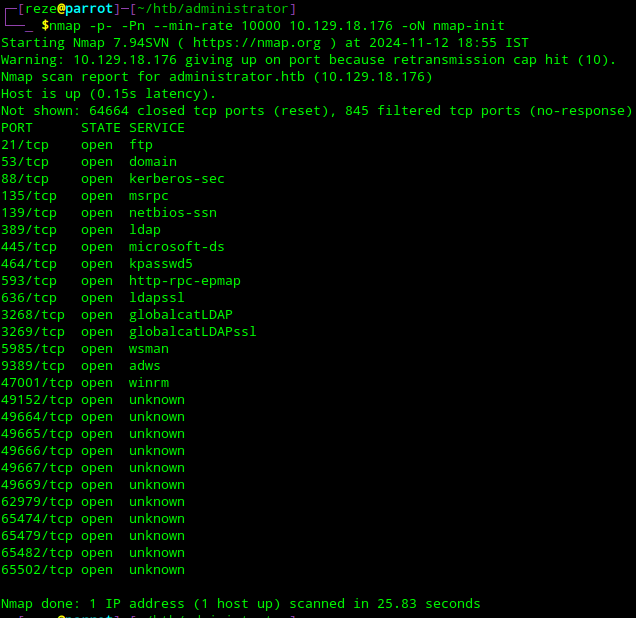 ┌─[reze@parrot]─[~/htb/administrator]
└──╼ $nmap -p- -Pn --min-rate 10000 10.129.18.176 -oN nmap-init
Starting Nmap 7.94SVN ( https://nmap.org ) at 2024-11-12 18:55 IST
Warning: 10.129.18.176 giving up on port because retransmission cap hit (10).
Nmap scan report for administrator.htb (10.129.18.176)
Host is up (0.15s latency).
Not shown: 64664 closed tcp ports (reset), 845 filtered tcp ports (no-response)
PORT      STATE SERVICE
21/tcp    open  ftp
53/tcp    open  domain
88/tcp    open  kerberos-sec
135/tcp   open  msrpc
139/tcp   open  netbios-ssn
389/tcp   open  ldap
445/tcp   open  microsoft-ds
464/tcp   open  kpasswd5
593/tcp   open  http-rpc-epmap
636/tcp   open  ldapssl
3268/tcp  open  globalcatLDAP
3269/tcp  open  globalcatLDAPssl
5985/tcp  open  wsman
9389/tcp  open  adws
47001/tcp open  winrm
49152/tcp open  unknown
49664/tcp open  unknown
49665/tcp open  unknown
49666/tcp open  unknown
49667/tcp open  unknown
49669/tcp open  unknown
62979/tcp open  unknown
65474/tcp open  unknown
65479/tcp open  unknown
65482/tcp open  unknown
65502/tcp open  unknown
Nmap done: 1 IP address (1 host up) scanned in 25.83 seconds